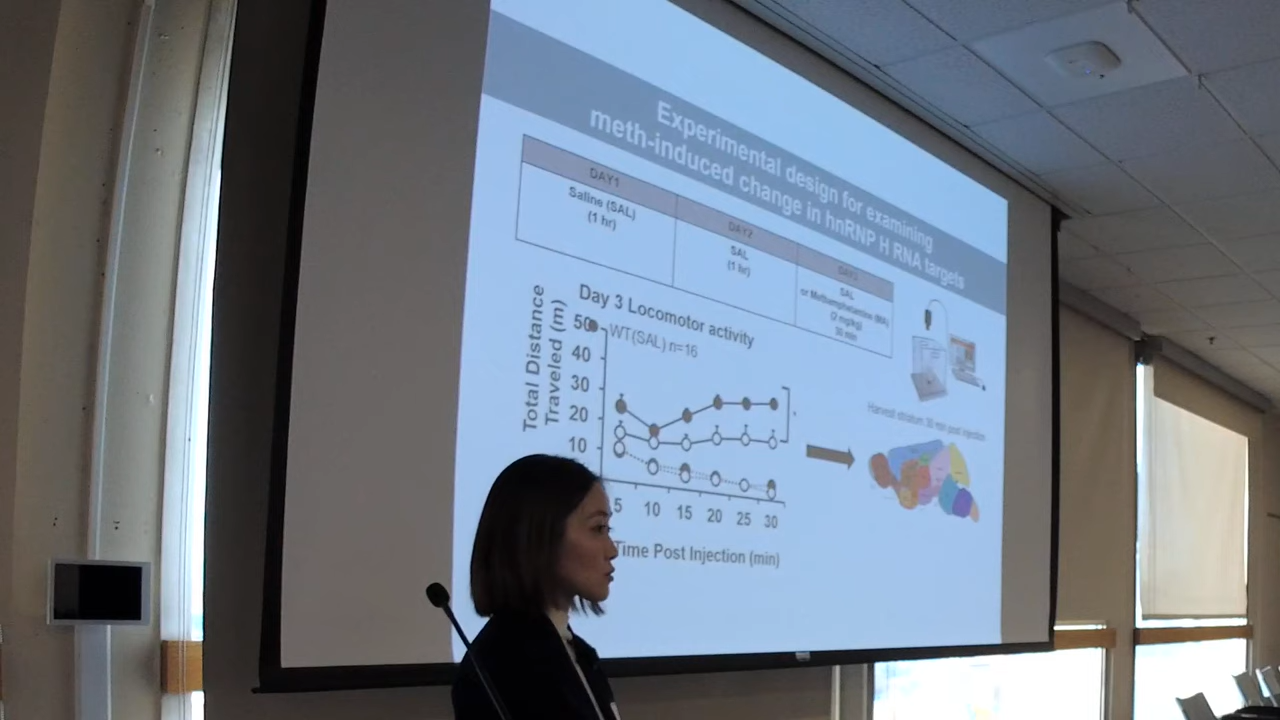 Experimental design for examining
meth-induced change in hnRNP H RNA targets
DAY1
Saline (SAL)
(1 hr)
DAY2
SAL
(1 hr)
DAY3
SAL
or Methamphetamine (MA)
(2 mg/kg)
30 min
Day 3 Locomotor activity
Total Distance
Traveled (m)
50
40
30
20
10
WT(SAL) n=16
5
10
15
20
25
30
Time Post Injection (min)
Harvest striatum 30 min post injection